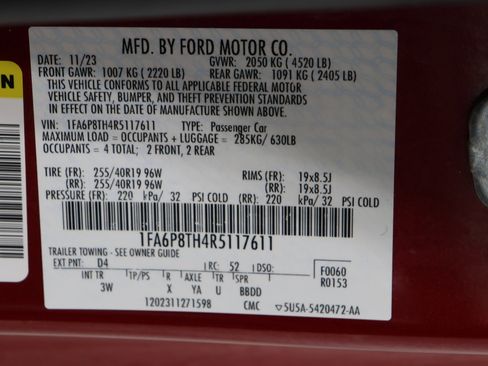 MFD. BY FORD MOTOR CO.
DATE: 11/23 GVWR: 2050 KG ( 4520 LB)
FRONT GAWR: 1007 KG ( 2220 LB) REAR GAWR: 1091 KG ( 2405 LB)
THIS VEHICLE CONFORMS TO ALL APPLICABLE FEDERAL MOTOR
VEHICLE SAFETY, BUMPER, AND THEFT PREVENTION STANDARDS
IN EFFECT ON THE DATE OF MANUFACTURE SHOWN ABOVE.
VIN: 1FA6P8TH4R5117611 TYPE: Passenger Car
MAXIMUM LOAD = OCCUPANTS + LUGGAGE = 285KG/ 630LB
OCCUPANTS = 4 TOTAL; 2 FRONT, 2 REAR
TIRE (FR): 255/40R19 96W RIMS (FR): 19x8.5J
(RR): 255/40R19 96W (RR): 19x8.5J
PRESSURE (FR): 220 kPa/ 32 PSI COLD (RR): 220 kPa/ 32 PSI COLD
1FA6P8TH4R5117611
TRAILER TOWING - SEE OWNER GUIDE
EXT PNT: D4 RC: 52 DSO: F0060
INT TR TP/PS R AXLE TR SPR R0153
3W X YA U BBDD
1202311271598 CMC 5U5A-5420472-AA